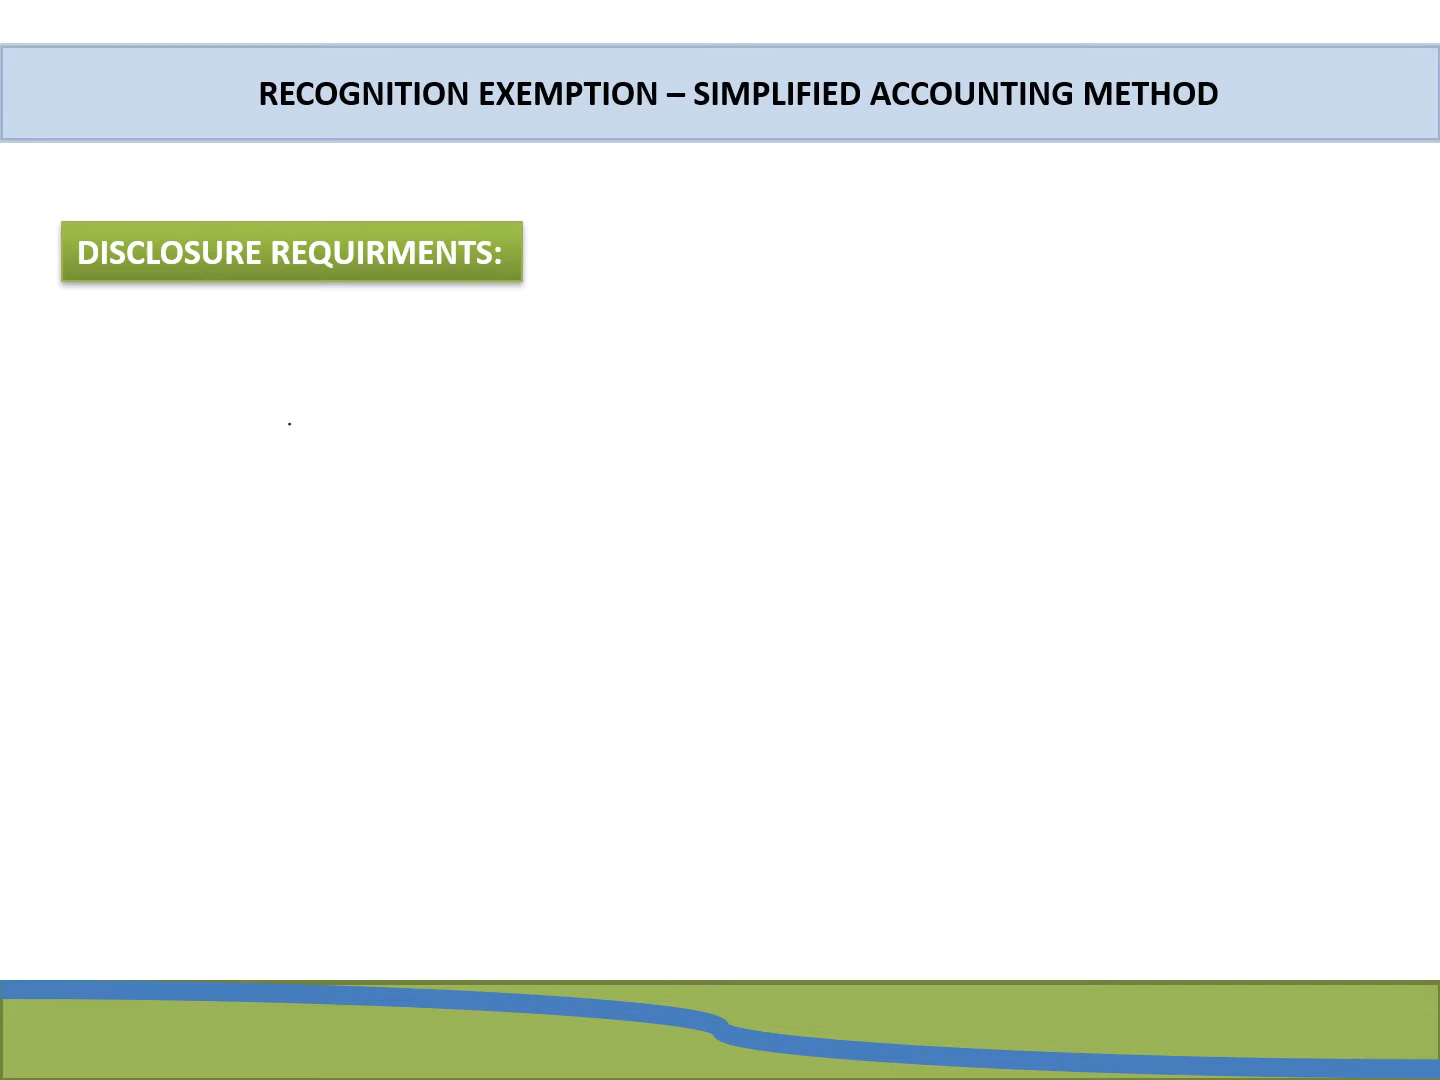 RECOGNITION EXEMPTION – SIMPLIFIED ACCOUNTING METHOD
DISCLOSURE REQUIRMENTS:
.